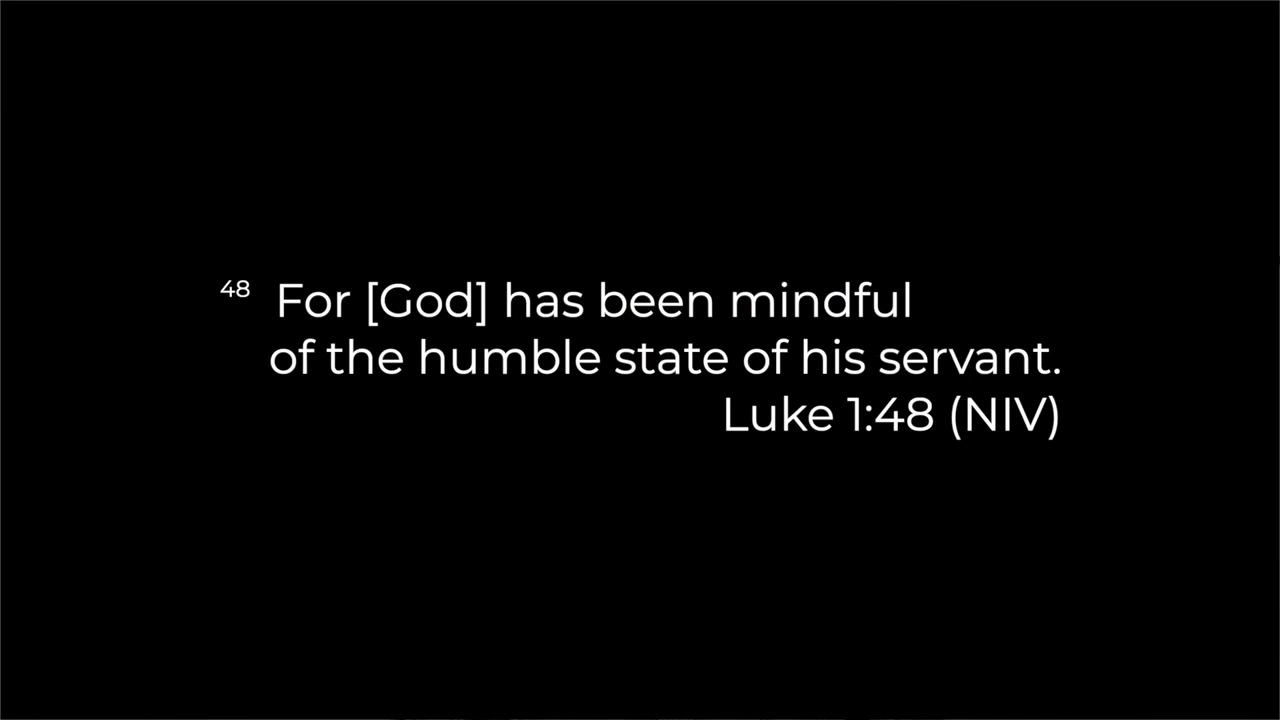 48 For [God] has been mindful
of the humble state of his servant.
Luke 1:48 (NIV)